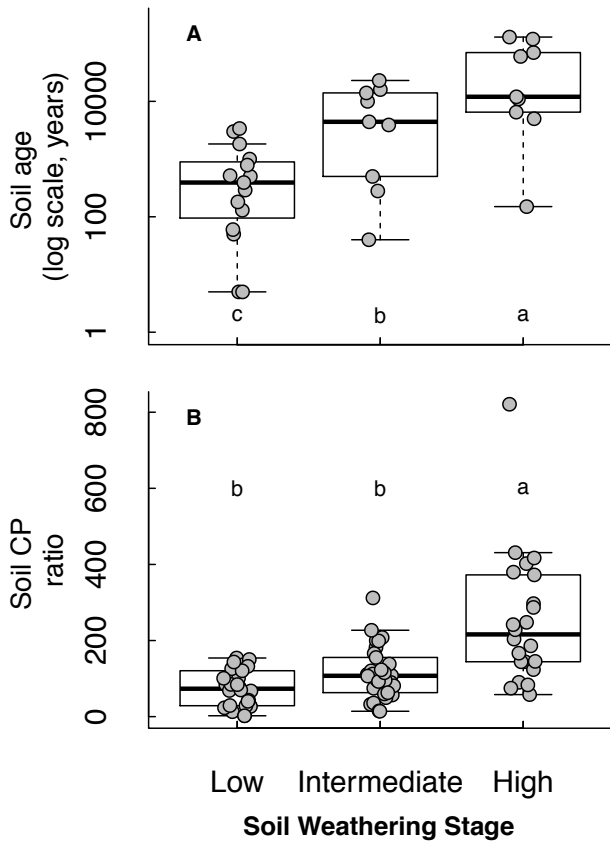 A
Soil age
(log scale, years)
10000
100
1
c b a
B
Soil CP
ratio
800
600
400
200
0
b b a
Low Intermediate High
Soil Weathering Stage